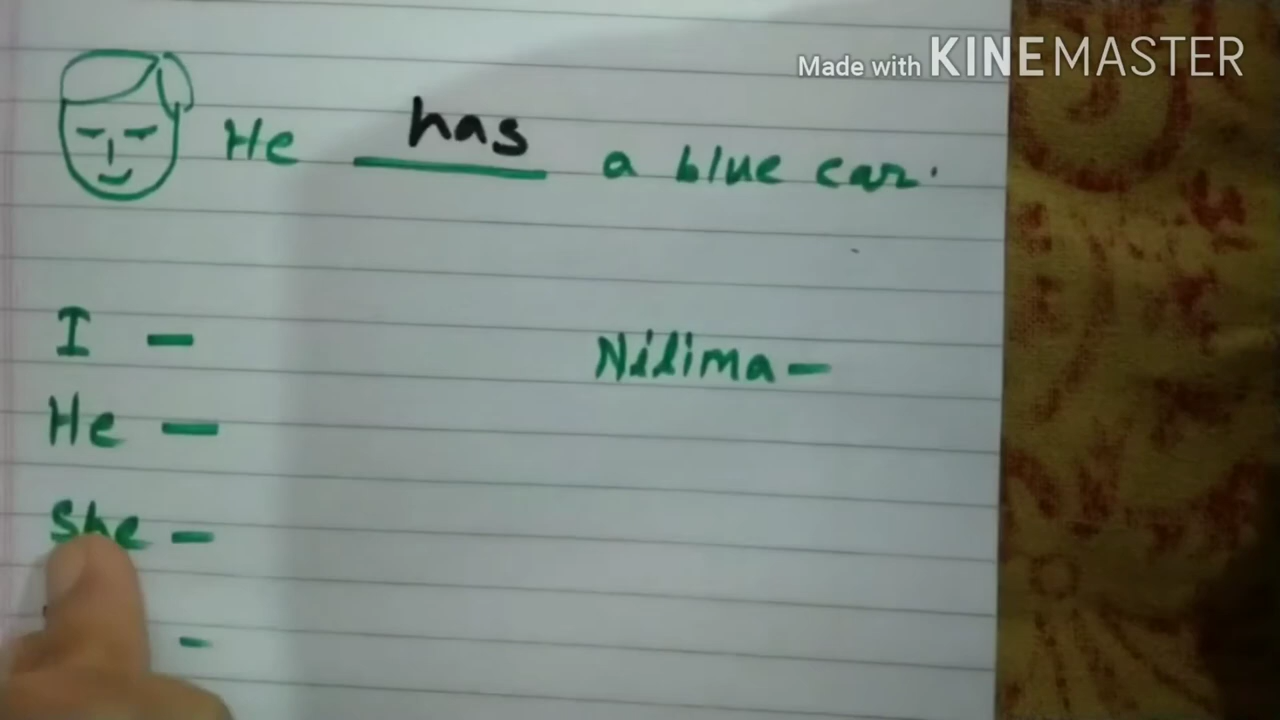 Made with KINEMASTER
He has a blue car.
I -
He -
She -
-
Nilima -